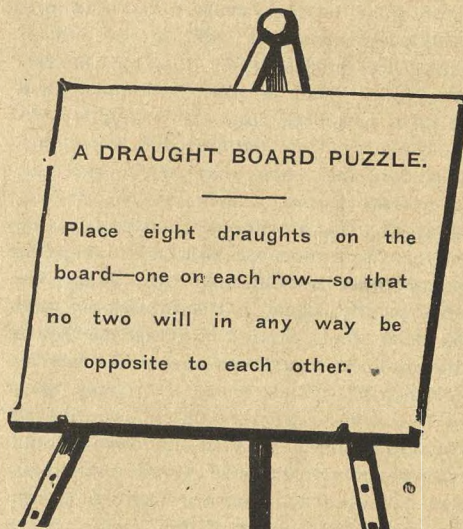 A DRAUGHT BOARD PUZZLE.
Place eight draughts on the
board—one on each row—so that
no two will in any way be
opposite to each other.